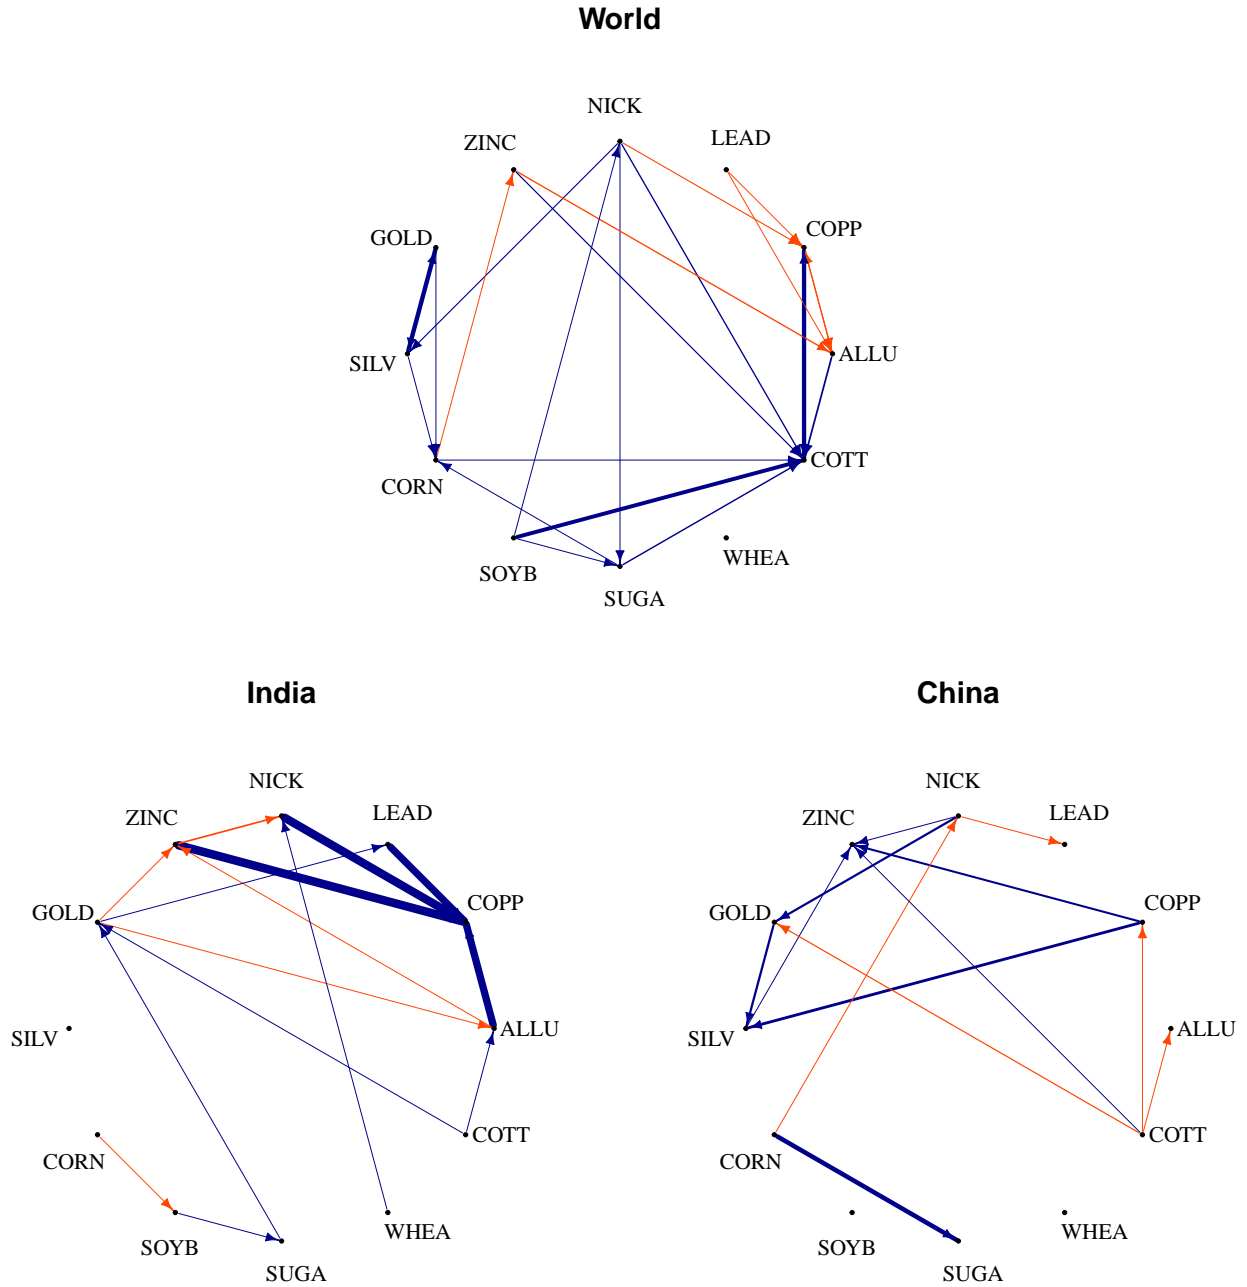 World
NICK
ZINC
LEAD
GOLD
COPP
SILV
ALLU
CORN
COTT
SOYB
WHEA
SUGA
India
NICK
ZINC
LEAD
GOLD
COPP
SILV
ALLU
CORN
COTT
SOYB
WHEA
SUGA
China
NICK
ZINC
LEAD
GOLD
COPP
SILV
ALLU
CORN
COTT
SOYB
WHEA
SUGA